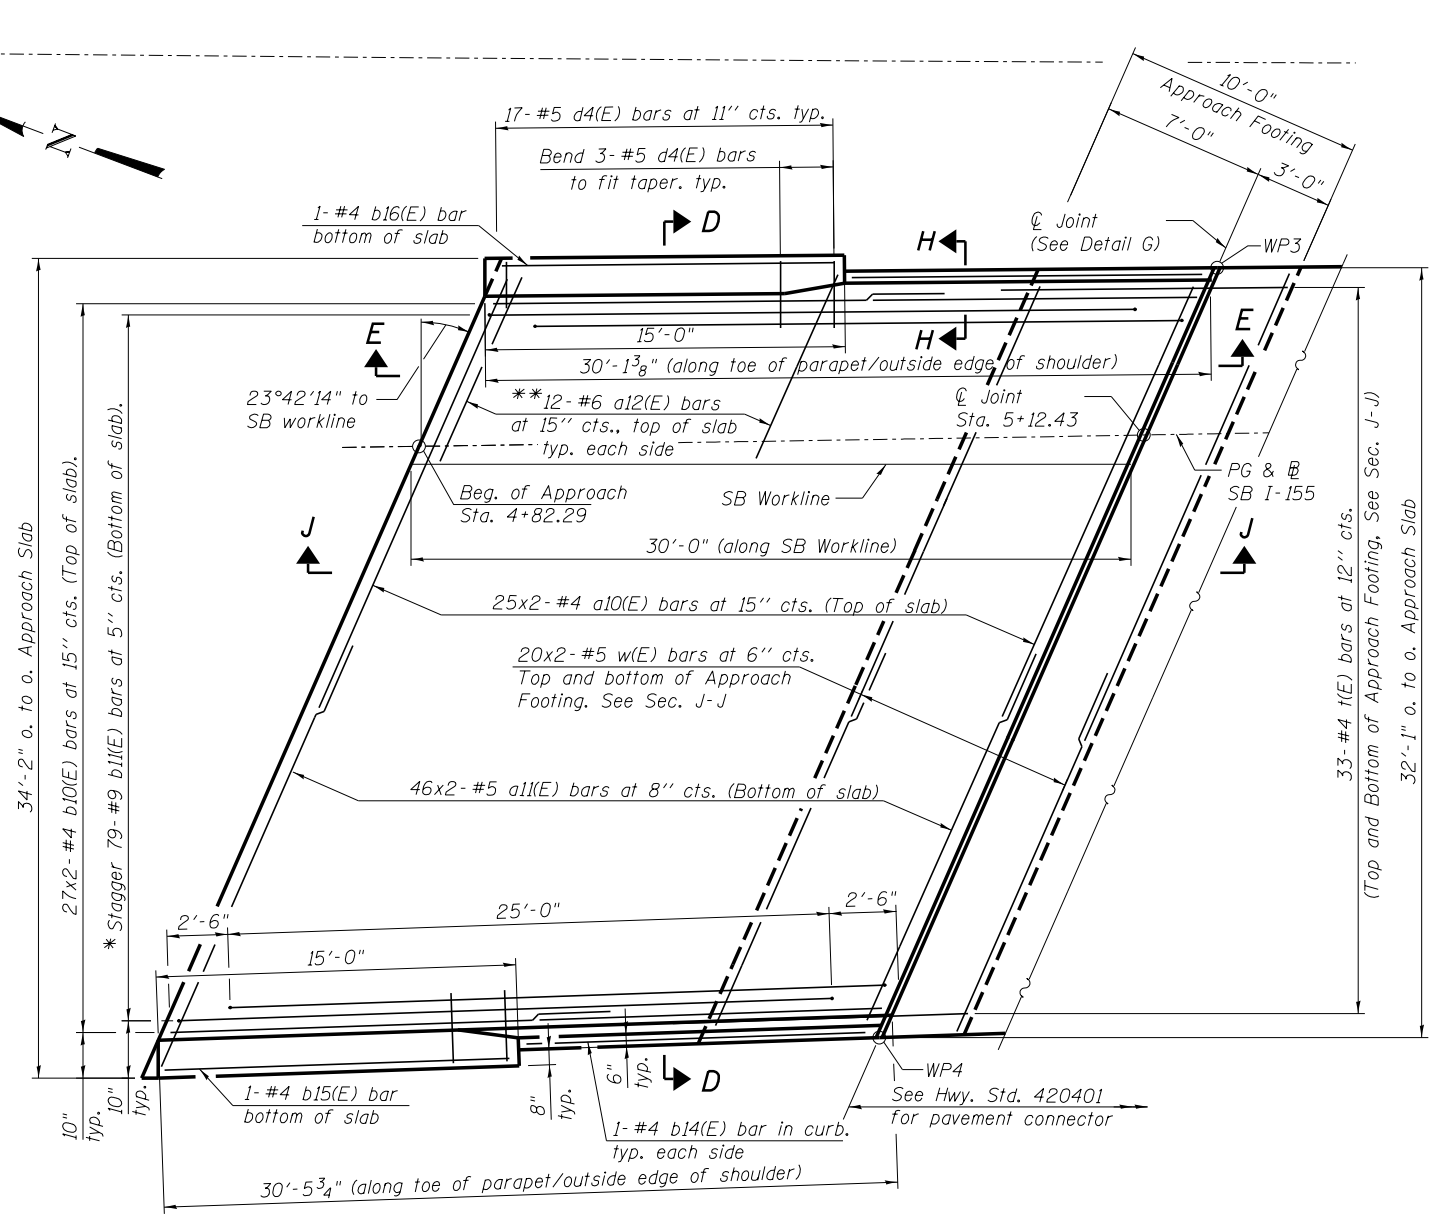 10'-0"
Approach Footing
7'-0"
3'-0"
N
17-#5 d4(E) bars at 11" cts. typ.
Bend 3-#5 d4(E) bars
to fit taper. typ.
1-#4 b16(E) bar
bottom of slab
D
H
℄ Joint
(See Detail G)
WP3
E
15'-0"
H
E
30'-1⅜" (along toe of parapet/outside edge of shoulder)
23°42'14" to
SB workline
**12-#6 a12(E) bars
at 15" cts., top of slab
typ. each side
℄ Joint
Sta. 5+12.43
PG & ⅊
SB I-155
Beg. of Approach
Sta. 4+82.29
SB Workline
J
30'-0" (along SB Workline)
J
25x2-#4 a10(E) bars at 15" cts. (Top of slab)
20x2-#5 w(E) bars at 6" cts.
Top and bottom of Approach
Footing. See Sec. J-J
46x2-#5 a11(E) bars at 8" cts. (Bottom of slab)
34'-2" o. to o. Approach Slab
27x2-#4 b10(E) bars at 15" cts. (Top of slab).
*Stagger 79-#9 b11(E) bars at 5" cts. (Bottom of slab).
33-#4 t(E) bars at 12" cts.
(Top and Bottom of Approach Footing, See Sec. J-J)
32'-1" o. to o. Approach Slab
2'-6"
25'-0"
2'-6"
15'-0"
10"
typ.
10"
typ.
1-#4 b15(E) bar
bottom of slab
8"
typ.
6"
typ.
D
WP4
See Hwy. Std. 420401
for pavement connector
1-#4 b14(E) bar in curb.
typ. each side
30'-5¾" (along toe of parapet/outside edge of shoulder)